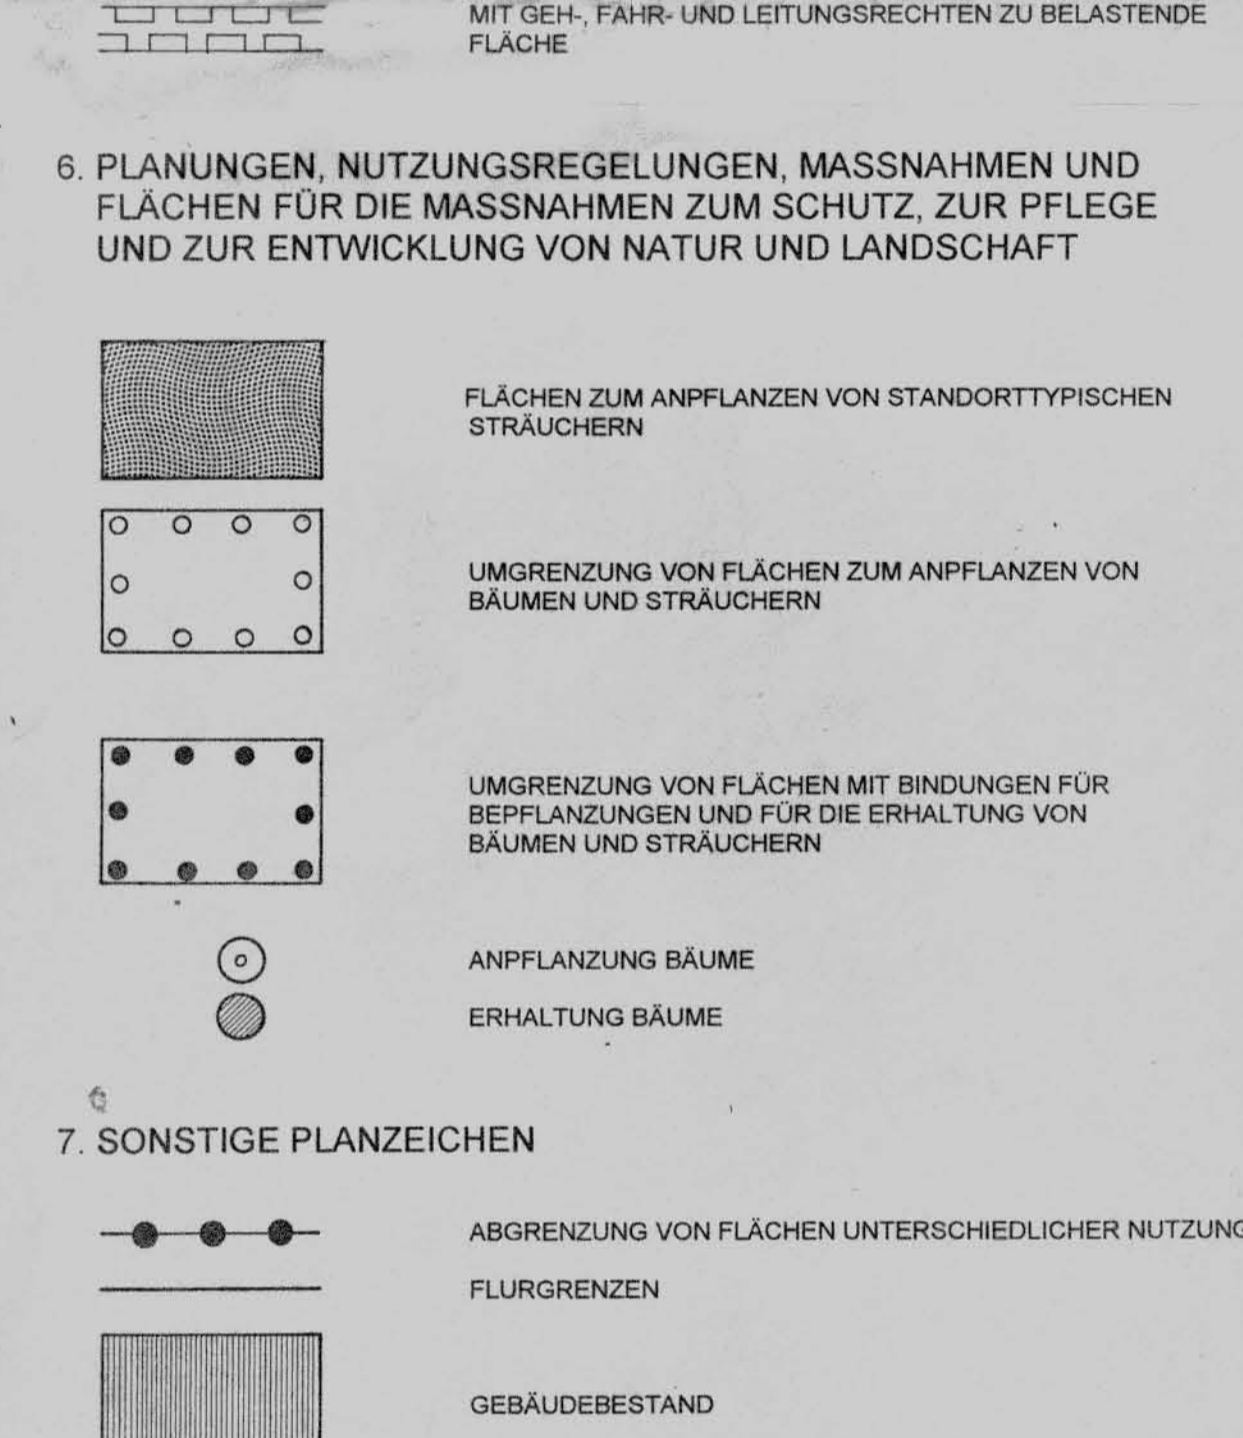 MIT GEH-, FAHR- UND LEITUNGSRECHTEN ZU BELASTENDE
FLÄCHE
6. PLANUNGEN, NUTZUNGSREGELUNGEN, MASSNAHMEN UND
FLÄCHEN FÜR DIE MASSNAHMEN ZUM SCHUTZ, ZUR PFLEGE
UND ZUR ENTWICKLUNG VON NATUR UND LANDSCHAFT
FLÄCHEN ZUM ANPFLANZEN VON STANDORTTYPISCHEN
STRÄUCHERN
UMGRENZUNG VON FLÄCHEN ZUM ANPFLANZEN VON
BÄUMEN UND STRÄUCHERN
UMGRENZUNG VON FLÄCHEN MIT BINDUNGEN FÜR
BEPFLANZUNGEN UND FÜR DIE ERHALTUNG VON
BÄUMEN UND STRÄUCHERN
ANPFLANZUNG BÄUME
ERHALTUNG BÄUME
7. SONSTIGE PLANZEICHEN
ABGRENZUNG VON FLÄCHEN UNTERSCHIEDLICHER NUTZUNG
FLURGRENZEN
GEBÄUDEBESTAND